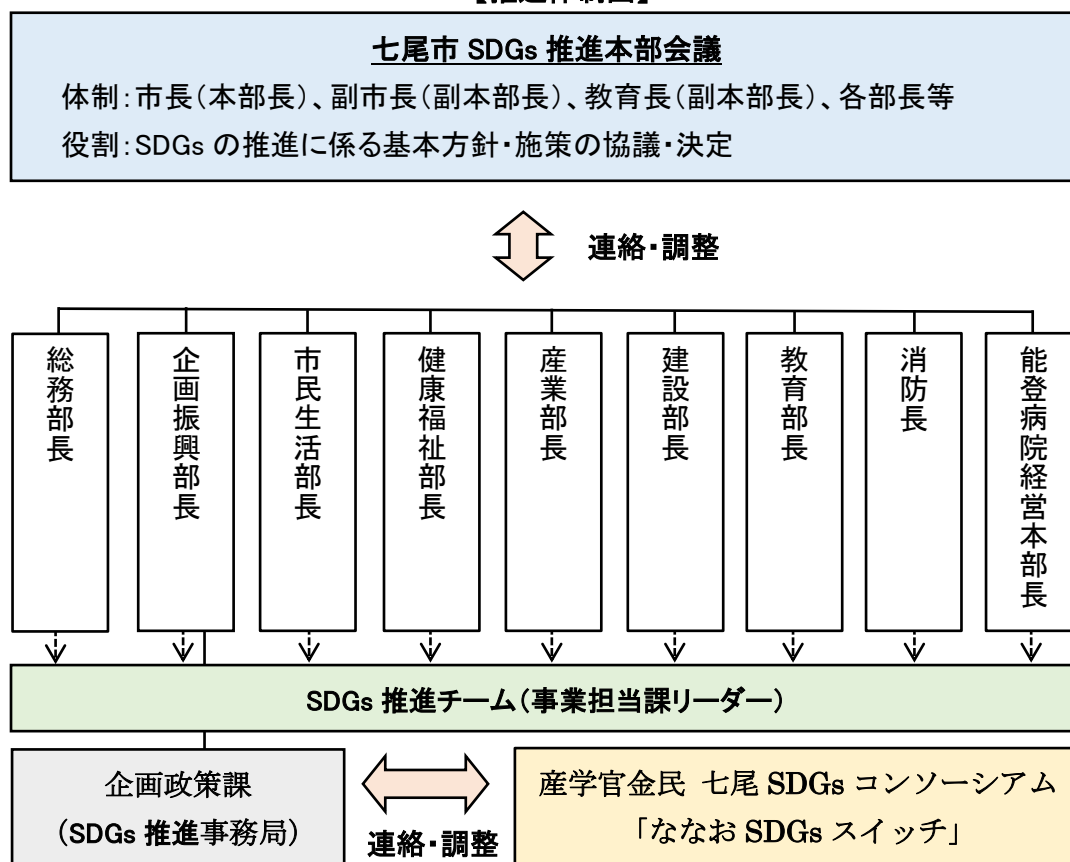 【推進体制図】
七尾市 SDGs 推進本部会議
体制：市長（本部長）、副市長（副本部長）、教育長（副本部長）、各部長等
役割：SDGs の推進に係る基本方針・施策の協議・決定
連絡・調整
総務部長
企画振興部長
市民生活部長
健康福祉部長
産業部長
建設部長
教育部長
消防長
能登病院経営本部長
SDGs 推進チーム（事業担当課リーダー）
企画政策課
（SDGs 推進事務局）
連絡・調整
産学官金民 七尾 SDGs コンソーシアム
「ななお SDGs スイッチ」